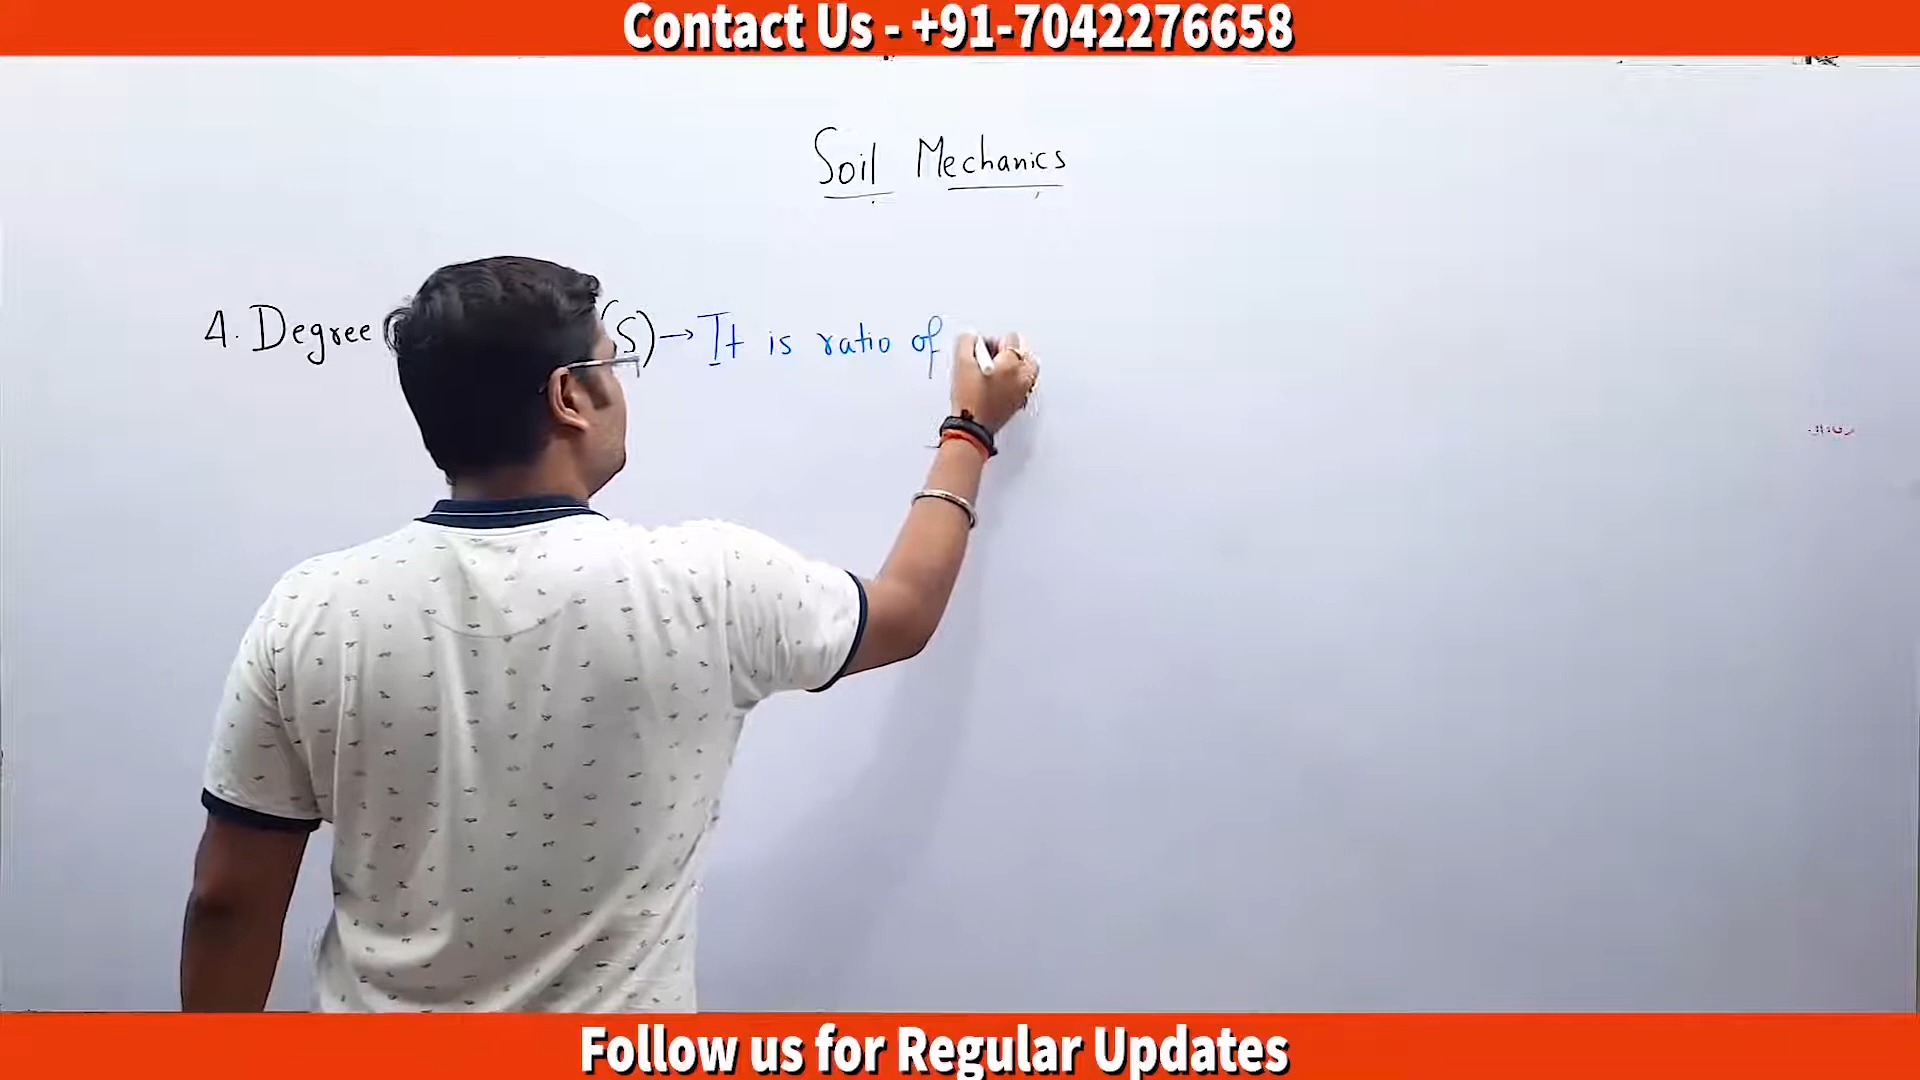 Contact Us - +91-7042276658
Soil Mechanics
4. Degree (S) → It is ratio of
Follow us for Regular Updates